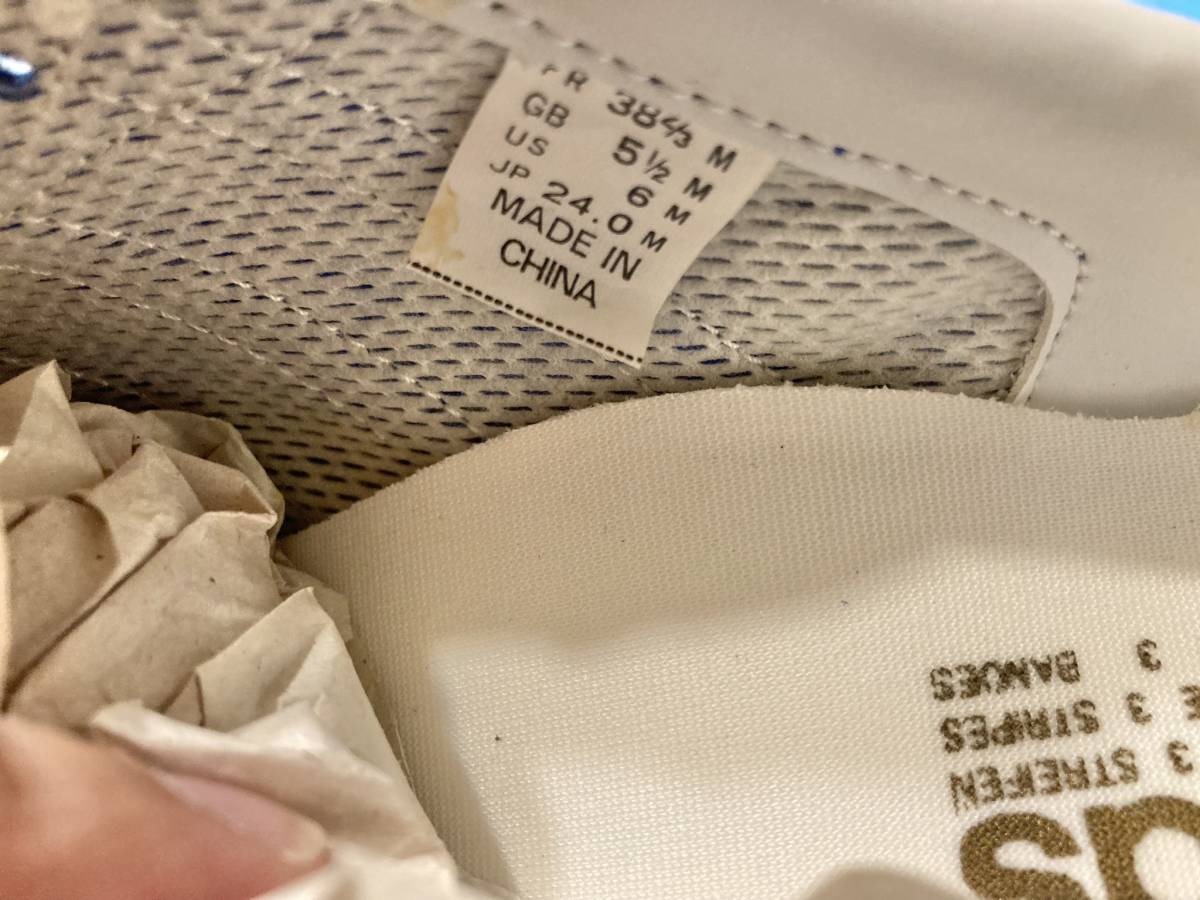 FR 38⅔ M
GB 5½ M
US 6 M
JP 24.0 M
MADE IN
CHINA
3
BANDES
3 STRIPES
3 STREIFEN